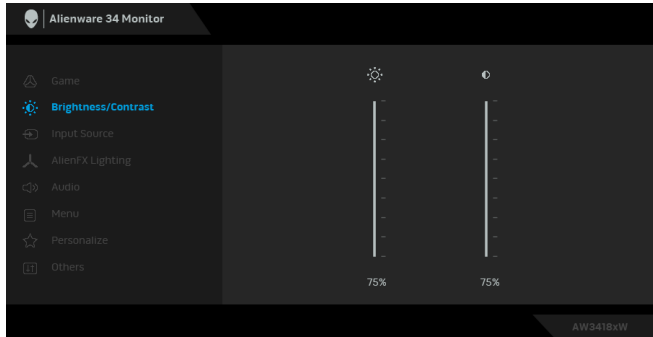 Alienware 34 Monitor
Game
Brightness/Contrast
Input Source
AlienFX Lighting
Audio
Menu
Personalize
Others
75% 75%
AW3418xW